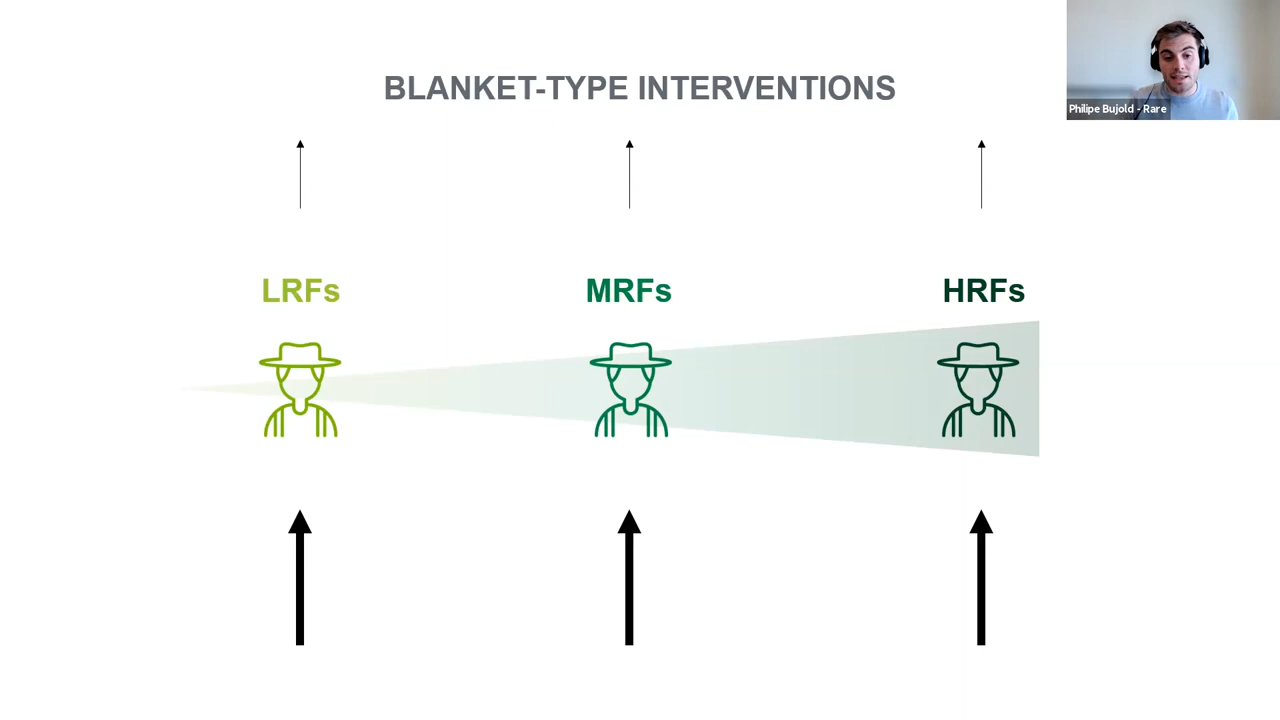 BLANKET-TYPE INTERVENTIONS
Philipe Bujold - Rare
LRFs
MRFs
HRFs